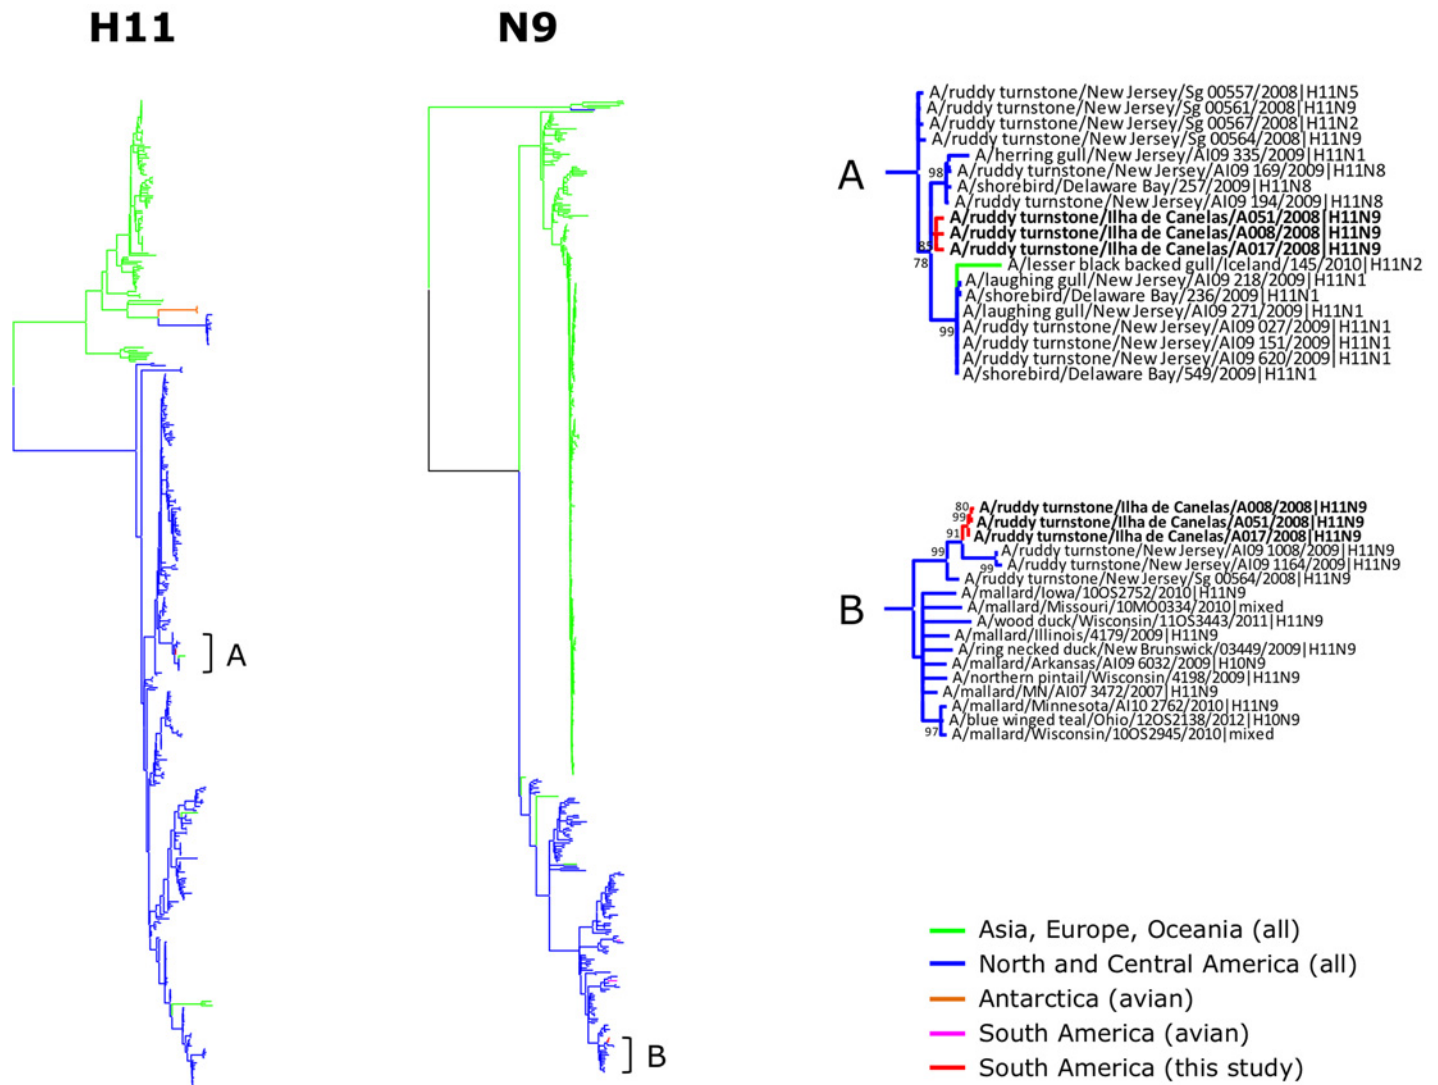 H11
N9
A
A/ruddy turnstone/New Jersey/Sg 00557/2008|H11N5
A/ruddy turnstone/New Jersey/Sg 00561/2008|H11N9
A/ruddy turnstone/New Jersey/Sg 00567/2008|H11N2
A/ruddy turnstone/New Jersey/Sg 00564/2008|H11N9
A/herring gull/New Jersey/AI09 335/2009|H11N1
98
A/ruddy turnstone/New Jersey/AI09 169/2009|H11N8
A/shorebird/Delaware Bay/257/2009|H11N8
A/ruddy turnstone/New Jersey/AI09 194/2009|H11N8
A/ruddy turnstone/Ilha de Canelas/A051/2008|H11N9
A/ruddy turnstone/Ilha de Canelas/A008/2008|H11N9
85
A/ruddy turnstone/Ilha de Canelas/A017/2008|H11N9
78
A/lesser black backed gull/Iceland/145/2010|H11N2
A/laughing gull/New Jersey/AI09 218/2009|H11N1
A/shorebird/Delaware Bay/236/2009|H11N1
A/laughing gull/New Jersey/AI09 271/2009|H11N1
99
A/ruddy turnstone/New Jersey/AI09 027/2009|H11N1
A/ruddy turnstone/New Jersey/AI09 151/2009|H11N1
A/ruddy turnstone/New Jersey/AI09 620/2009|H11N1
A/shorebird/Delaware Bay/549/2009|H11N1
B
80
A/ruddy turnstone/Ilha de Canelas/A008/2008|H11N9
99
A/ruddy turnstone/Ilha de Canelas/A051/2008|H11N9
91
A/ruddy turnstone/Ilha de Canelas/A017/2008|H11N9
99
A/ruddy turnstone/New Jersey/AI09 1008/2009|H11N9
99
A/ruddy turnstone/New Jersey/AI09 1164/2009|H11N9
A/ruddy turnstone/New Jersey/Sg 00564/2008|H11N9
A/mallard/Iowa/10OS2752/2010|H11N9
A/mallard/Missouri/10MO0334/2010|mixed
A/wood duck/Wisconsin/11OS3443/2011|H11N9
A/mallard/Illinois/4179/2009|H11N9
A/ring necked duck/New Brunswick/03449/2009|H11N9
A/mallard/Arkansas/AI09 6032/2009|H10N9
A/northern pintail/Wisconsin/4198/2009|H11N9
A/mallard/MN/AI07 3472/2007|H11N9
A/mallard/Minnesota/AI10 2762/2010|H11N9
A/blue winged teal/Ohio/12OS2138/2012|H10N9
97
A/mallard/Wisconsin/10OS2945/2010|mixed
A
B
Asia, Europe, Oceania (all)
North and Central America (all)
Antarctica (avian)
South America (avian)
South America (this study)